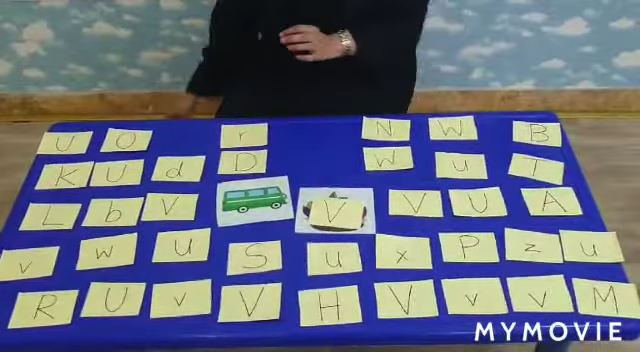 U O r N W B
K U d D W u T
L b V V V U A
v w u S u x P z u
R U v V H V v v M
MYMOVIE